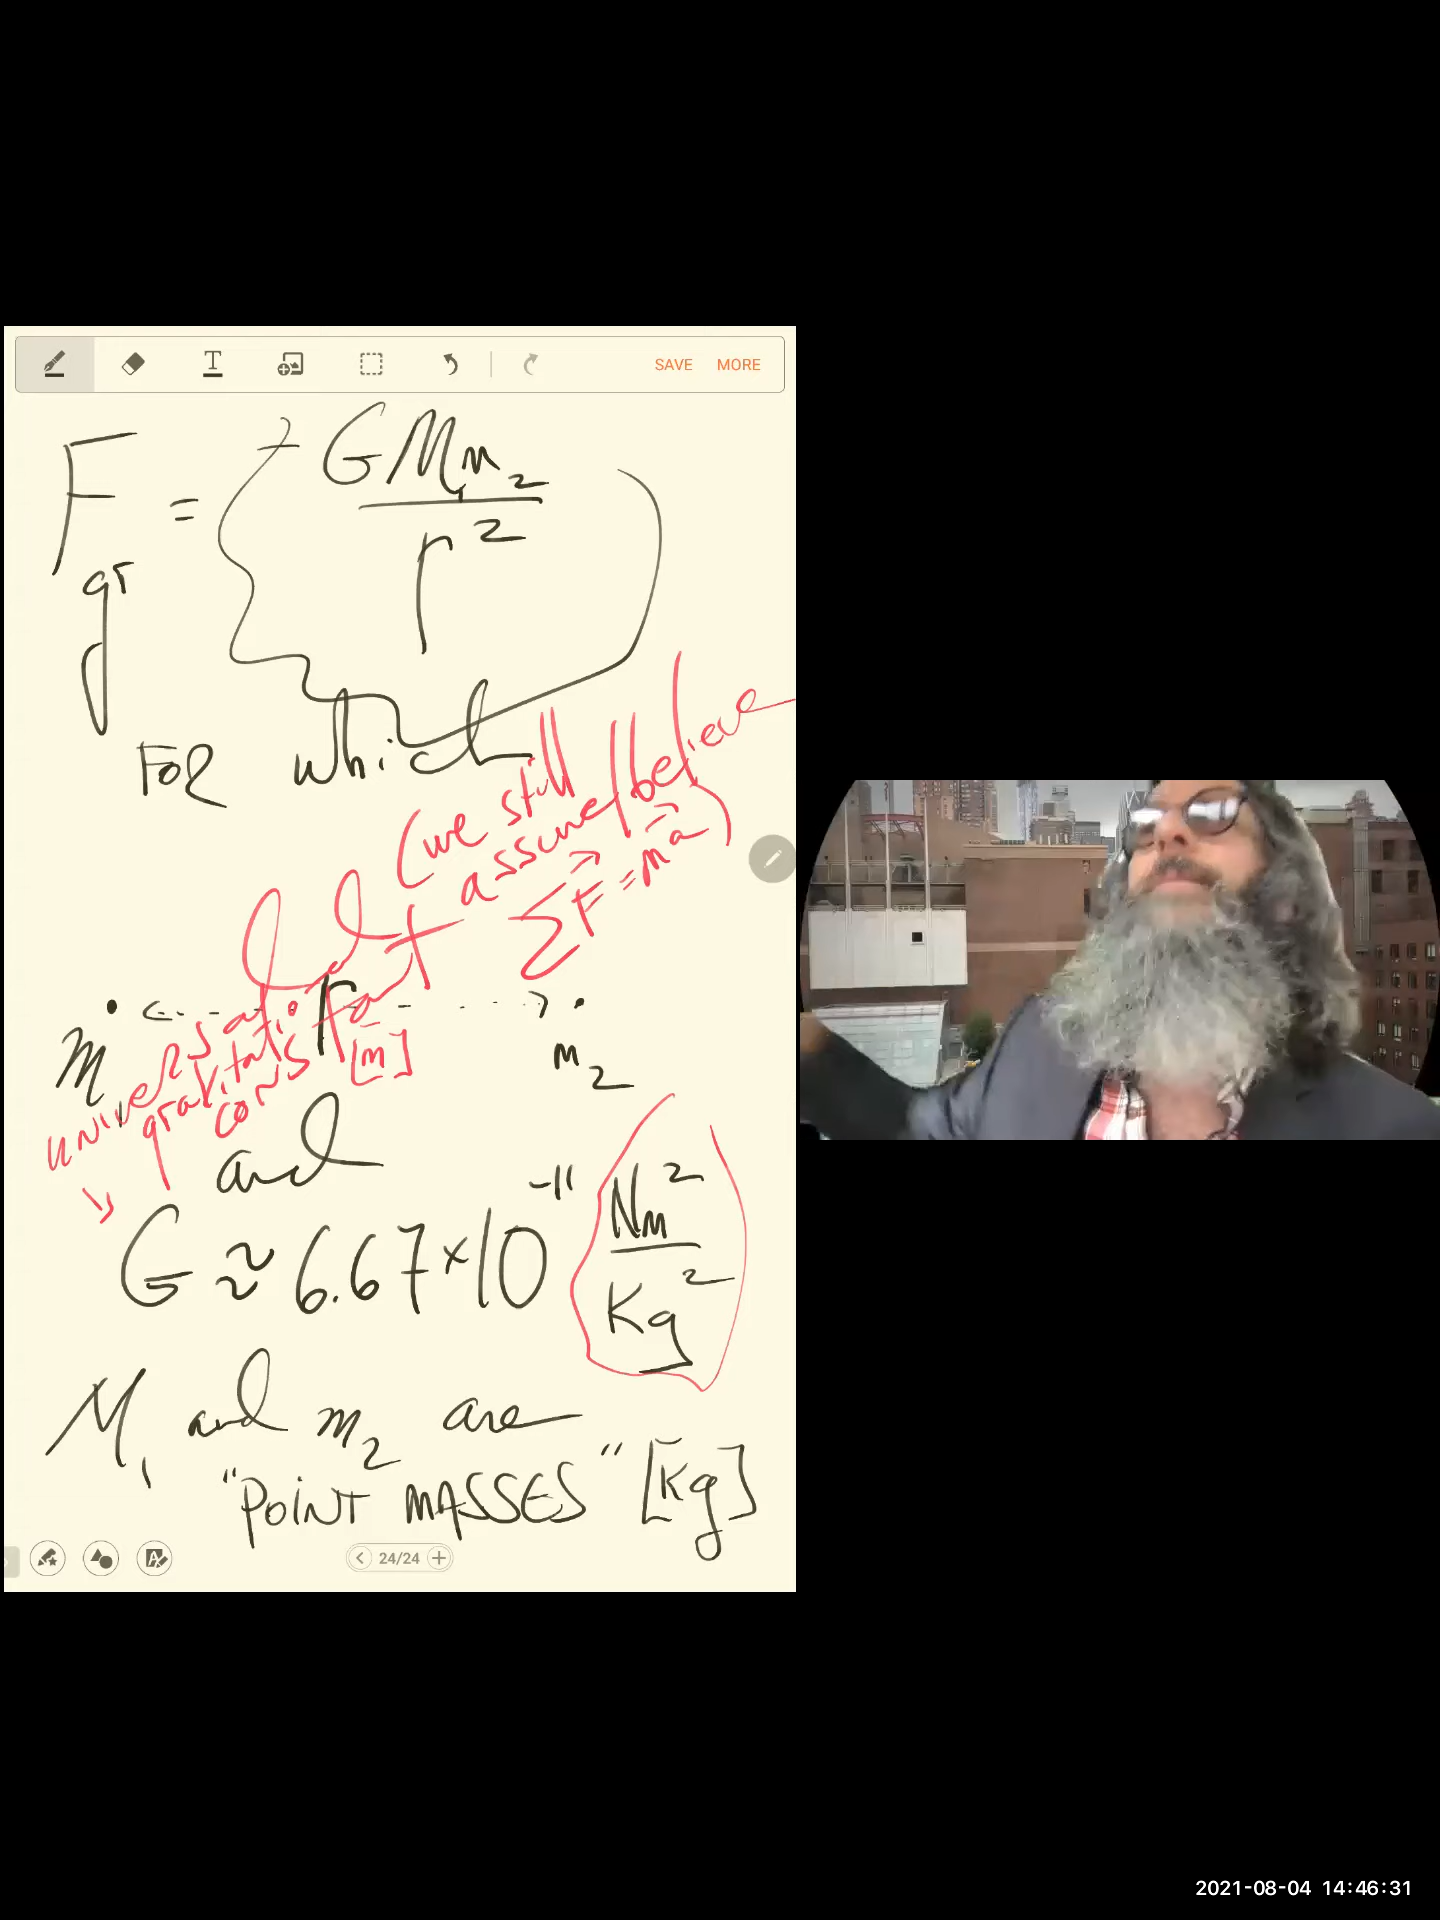 T
SAVE MORE
F = + G M₁ m₂
gr r²
For which
(we still
assume/believe
ΣF⃗ = ma⃗)
m₁ r m₂
[m]
universal
gravitational
constant
and
G ≈ 6.67 × 10⁻¹¹ Nm²
Kg²
M₁ and m₂ are
"POINT MASSES" [Kg]
24/24
2021-08-04 14:46:31